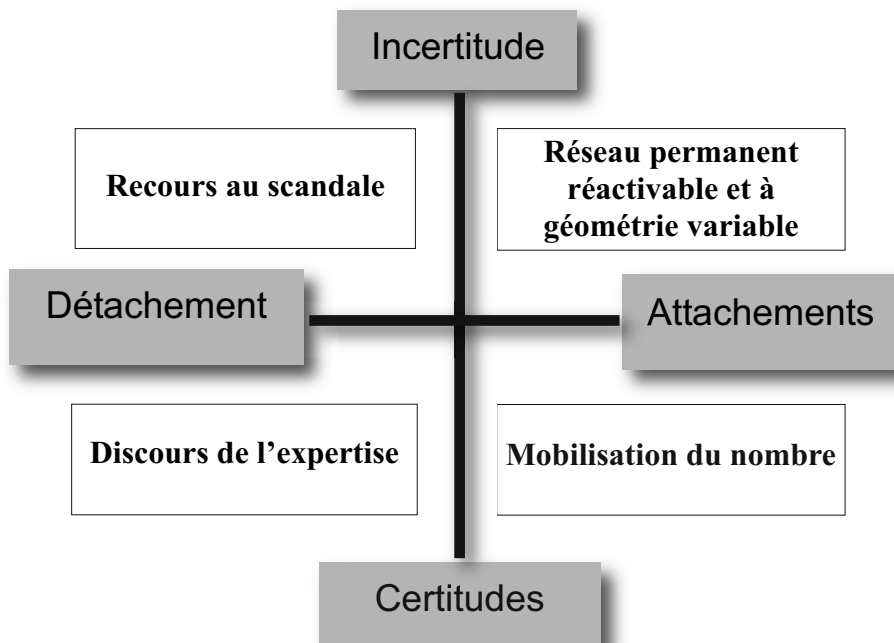 Incertitude
Recours au scandale
Réseau permanent
réactivable et à
géométrie variable
Détachement
Attachements
Discours de l’expertise
Mobilisation du nombre
Certitudes